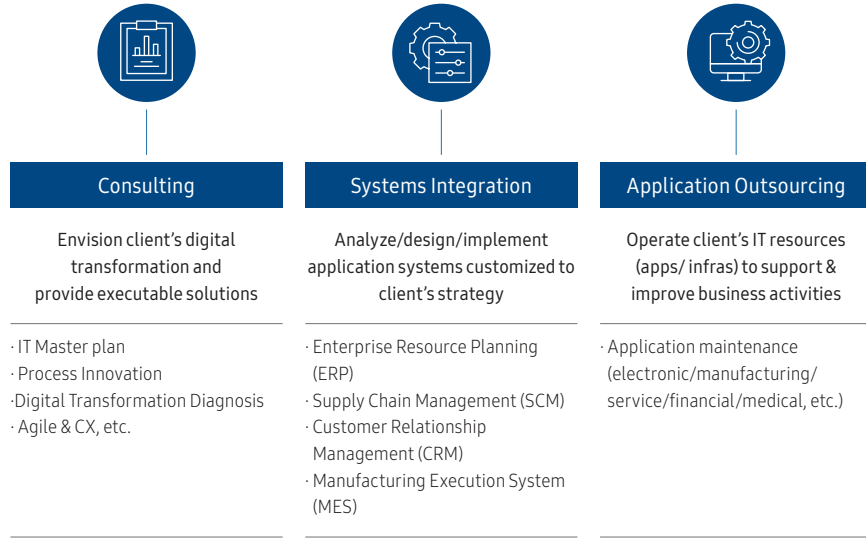 Consulting
Envision client's digital
transformation and
provide executable solutions
· IT Master plan
· Process Innovation
·Digital Transformation Diagnosis
· Agile & CX, etc.
Systems Integration
Analyze/design/implement
application systems customized to
client's strategy
· Enterprise Resource Planning
(ERP)
· Supply Chain Management (SCM)
· Customer Relationship
Management (CRM)
· Manufacturing Execution System
(MES)
Application Outsourcing
Operate client's IT resources
(apps/ infras) to support &
improve business activities
· Application maintenance
(electronic/manufacturing/
service/financial/medical, etc.)